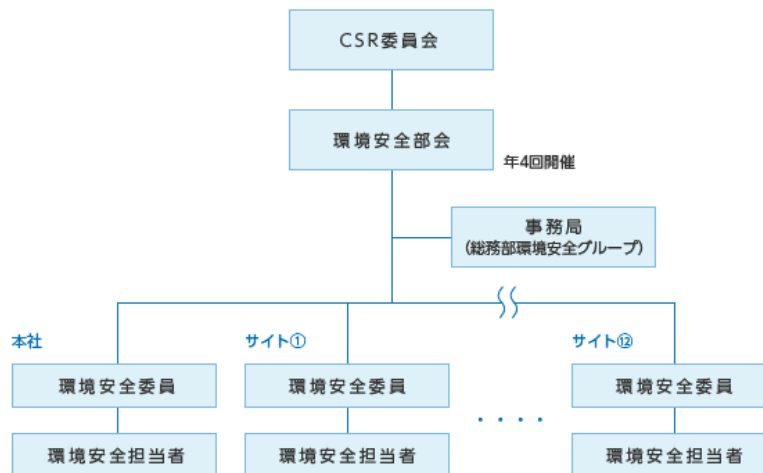 CSR委員会
環境安全部会
年4回開催
事務局
(総務部環境安全グループ)
本社
サイト①
サイト⑫
環境安全委員
環境安全委員
環境安全委員
・・・・
環境安全担当者
環境安全担当者
環境安全担当者